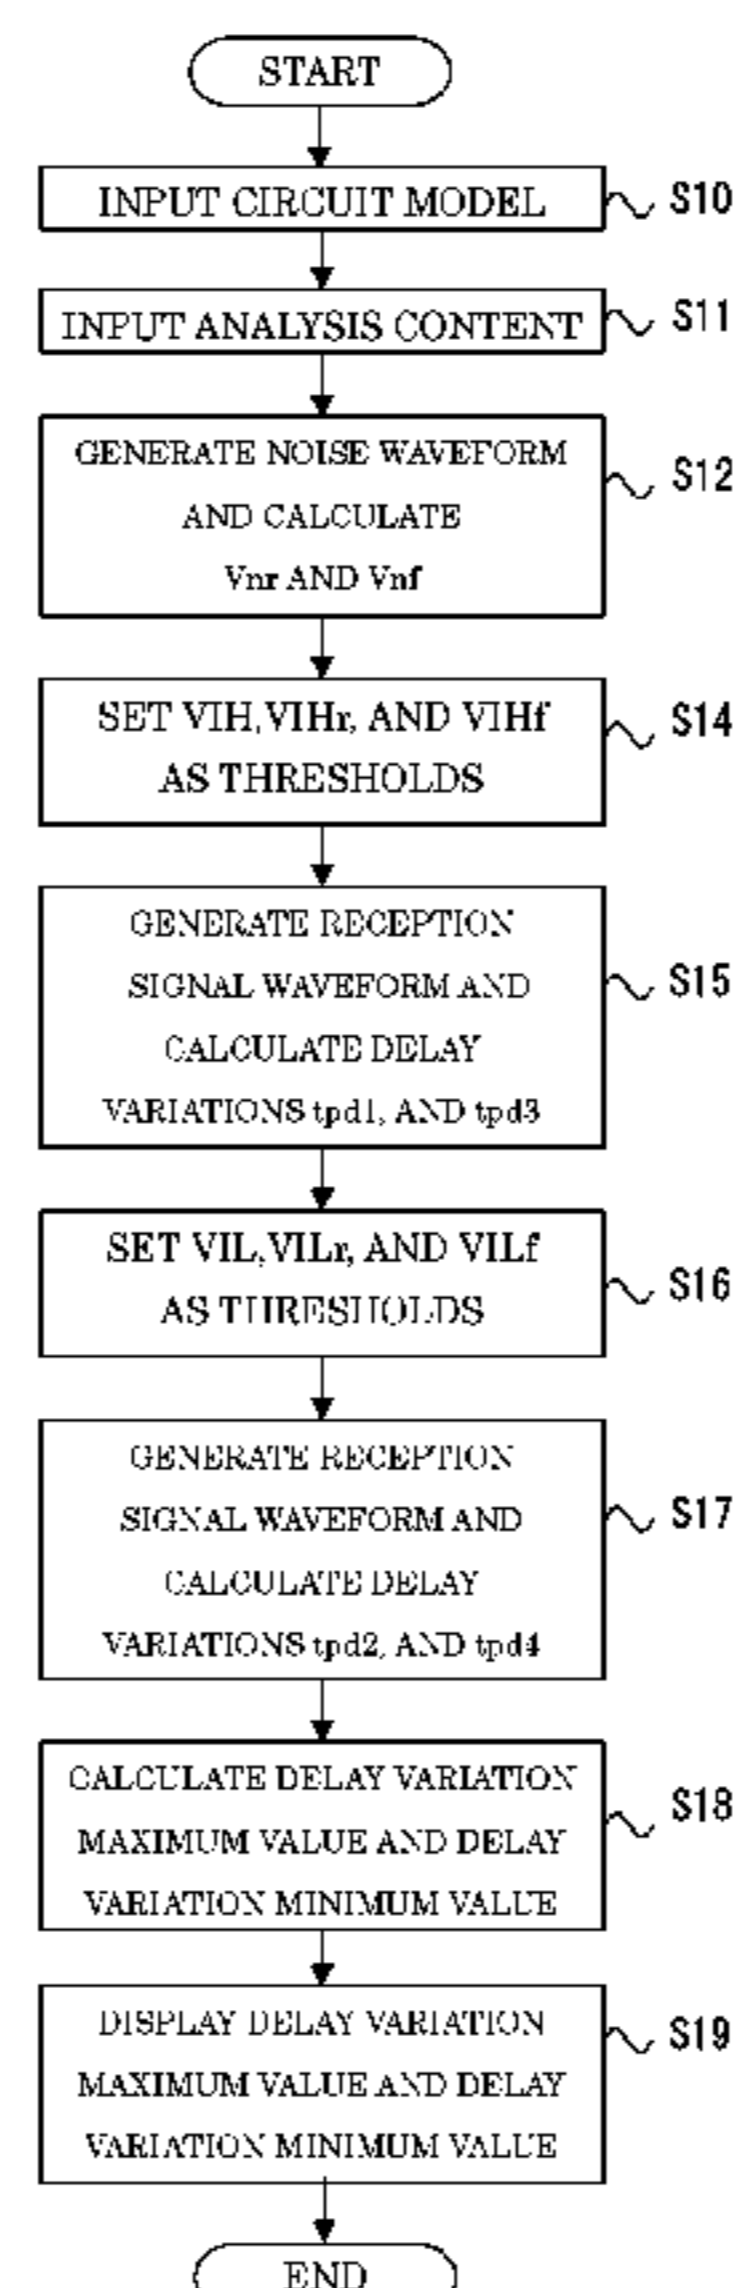 START
INPUT CIRCUIT MODEL
S10
INPUT ANALYSIS CONTENT
S11
GENERATE NOISE WAVEFORM
AND CALCULATE
Vnr AND Vnf
S12
SET VIH,VIHr, AND VIHf
AS THRESHOLDS
S14
GENERATE RECEPTION
SIGNAL WAVEFORM AND
CALCULATE DELAY
VARIATIONS tpd1, AND tpd3
S15
SET VIL,VILr, AND VILf
AS THRESHOLDS
S16
GENERATE RECEPTION
SIGNAL WAVEFORM AND
CALCULATE DELAY
VARIATIONS tpd2, AND tpd4
S17
CALCULATE DELAY VARIATION
MAXIMUM VALUE AND DELAY
VARIATION MINIMUM VALUE
S18
DISPLAY DELAY VARIATION
MAXIMUM VALUE AND DELAY
VARIATION MINIMUM VALUE
S19
END